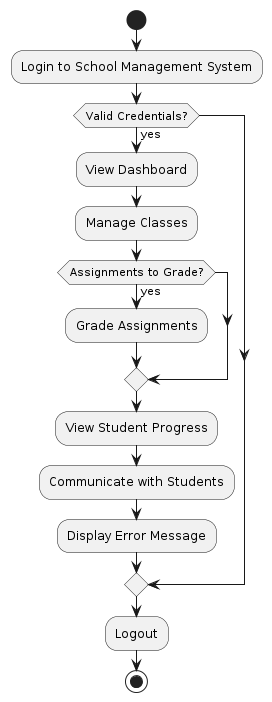 Login to School Management System
Valid Credentials?
yes
View Dashboard
Manage Classes
Assignments to Grade?
yes
Grade Assignments
View Student Progress
Communicate with Students
Display Error Message
Logout